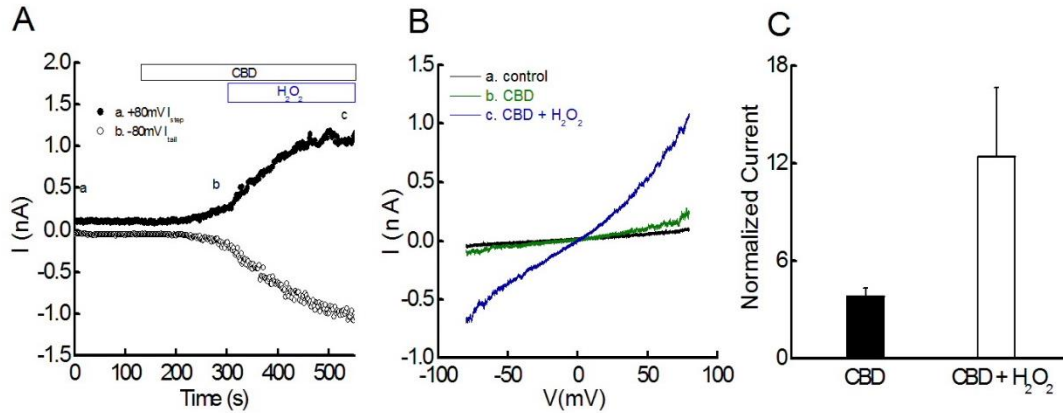 A
2.0
1.5
1.0
0.5
0.0
-0.5
-1.0
-1.5
I (nA)
CBD
H₂O₂
a. +80mV I_step
b. -80mV I_tail
a
b
c
0 100 200 300 400 500
Time (s)
B
1.5
1.0
0.5
0.0
-0.5
-1.0
I (nA)
a. control
b. CBD
c. CBD + H₂O₂
-100 -50 0 50 100
V(mV)
C
18
12
6
0
Normalized Current
CBD CBD + H₂O₂